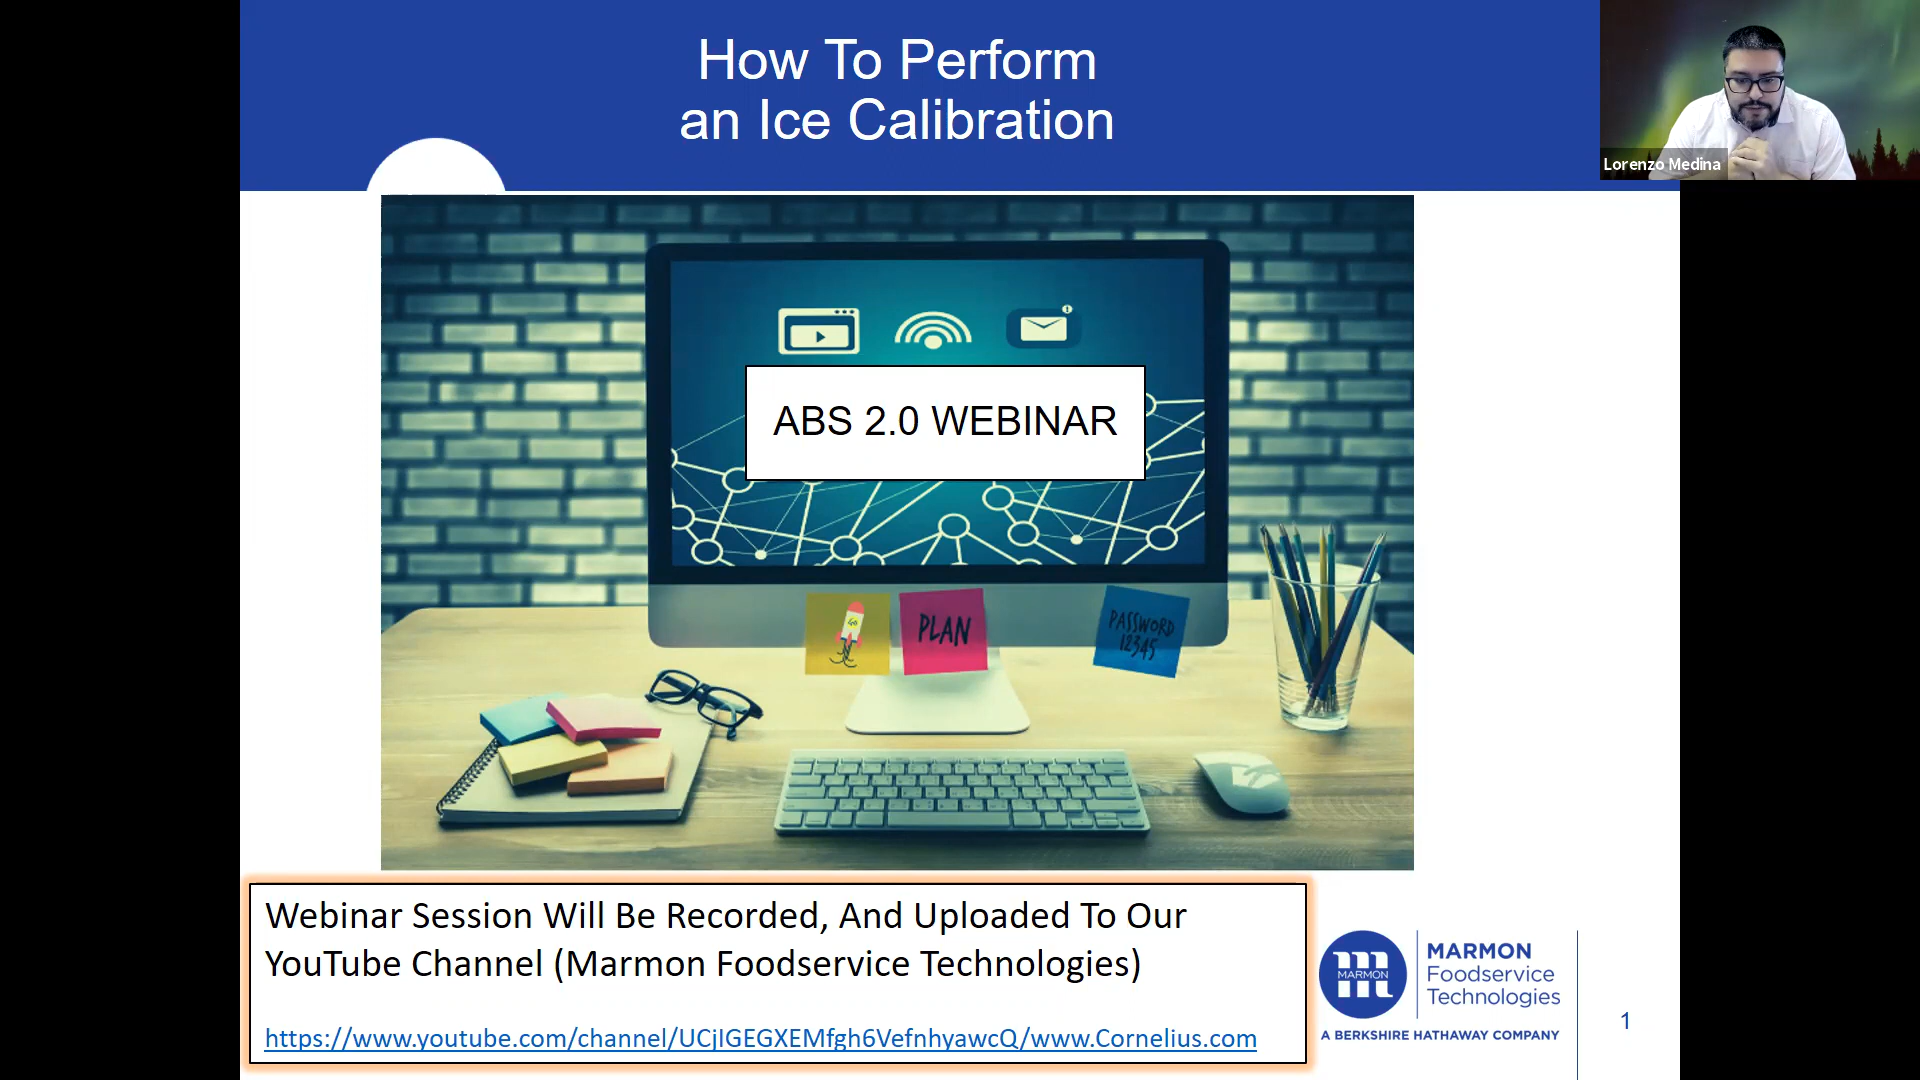 How To Perform
an Ice Calibration
Lorenzo Medina
ABS 2.0 WEBINAR
GO
PLAN
PASSWORD
12345
Webinar Session Will Be Recorded, And Uploaded To Our
YouTube Channel (Marmon Foodservice Technologies)
https://www.youtube.com/channel/UCjIGEGXEMfgh6VefnhyawcQ/www.Cornelius.com
MARMON
MARMON
Foodservice
Technologies
A BERKSHIRE HATHAWAY COMPANY
1